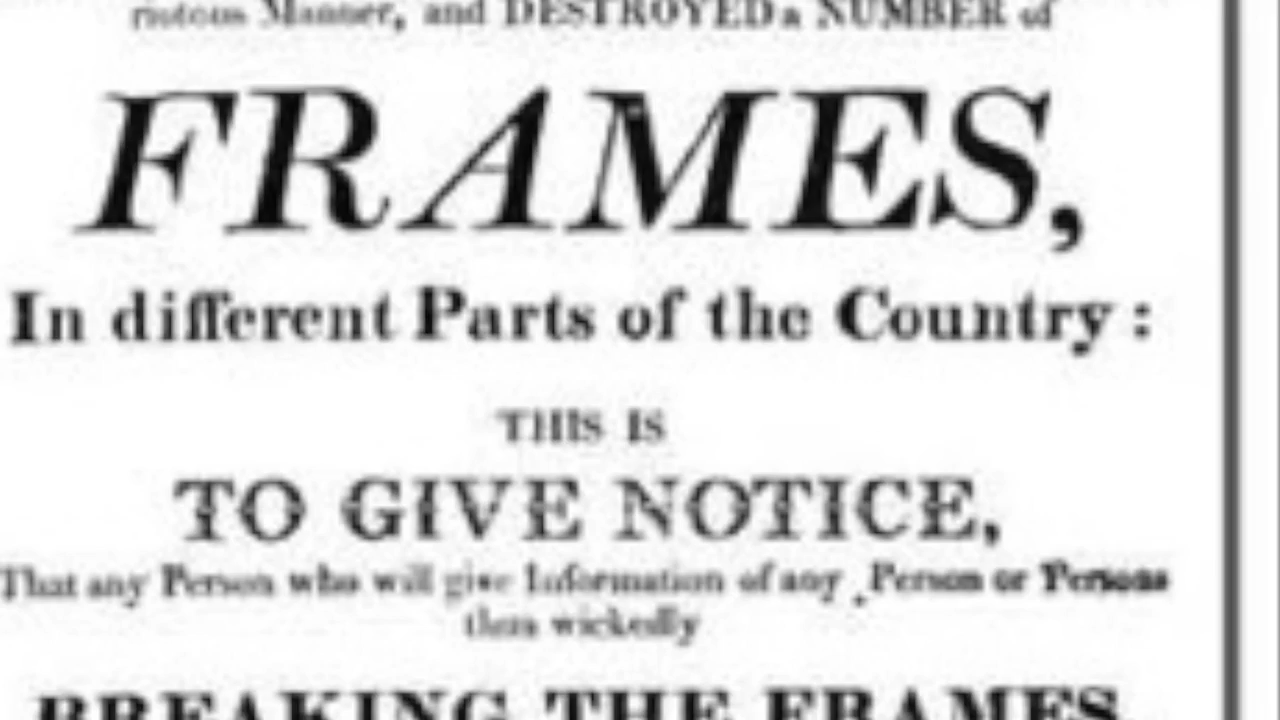 riotous Manner, and DESTROYED a NUMBER of
FRAMES,
In different Parts of the Country :
THIS IS
TO GIVE NOTICE,
That any Person who will give Information of any Person or Persons
thus wickedly
BREAKING THE FRAMES,